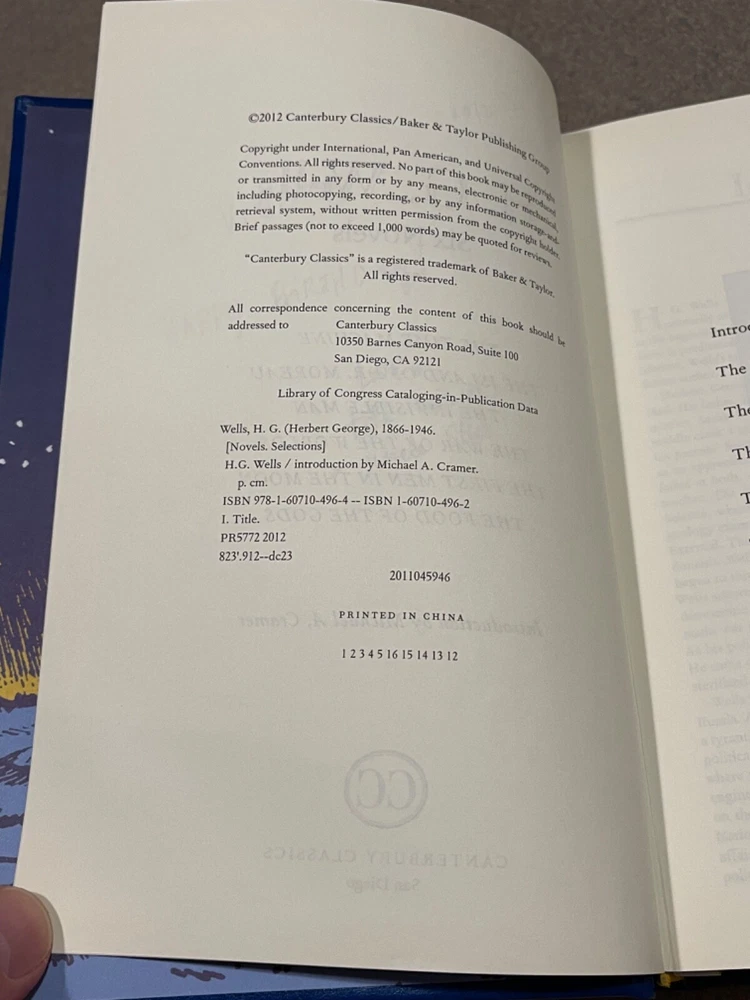 ©2012 Canterbury Classics/Baker & Taylor Publishing Group
Copyright under International, Pan American, and Universal Copyright
Conventions. All rights reserved. No part of this book may be reproduced
or transmitted in any form or by any means, electronic or mechanical,
including photocopying, recording, or by any information storage-and-
retrieval system, without written permission from the copyright holder.
Brief passages (not to exceed 1,000 words) may be quoted for reviews.
"Canterbury Classics" is a registered trademark of Baker & Taylor.
All rights reserved.
All correspondence concerning the content of this book should be
addressed to Canterbury Classics
10350 Barnes Canyon Road, Suite 100
San Diego, CA 92121
Library of Congress Cataloging-in-Publication Data
Wells, H. G. (Herbert George), 1866-1946.
[Novels. Selections]
H.G. Wells / introduction by Michael A. Cramer.
p. cm.
ISBN 978-1-60710-496-4 -- ISBN 1-60710-496-2
I. Title.
PR5772 2012
823'.912--dc23
2011045946
PRINTED IN CHINA
1 2 3 4 5 16 15 14 13 12
CC
CANTERBURY CLASSICS
San Diego
The